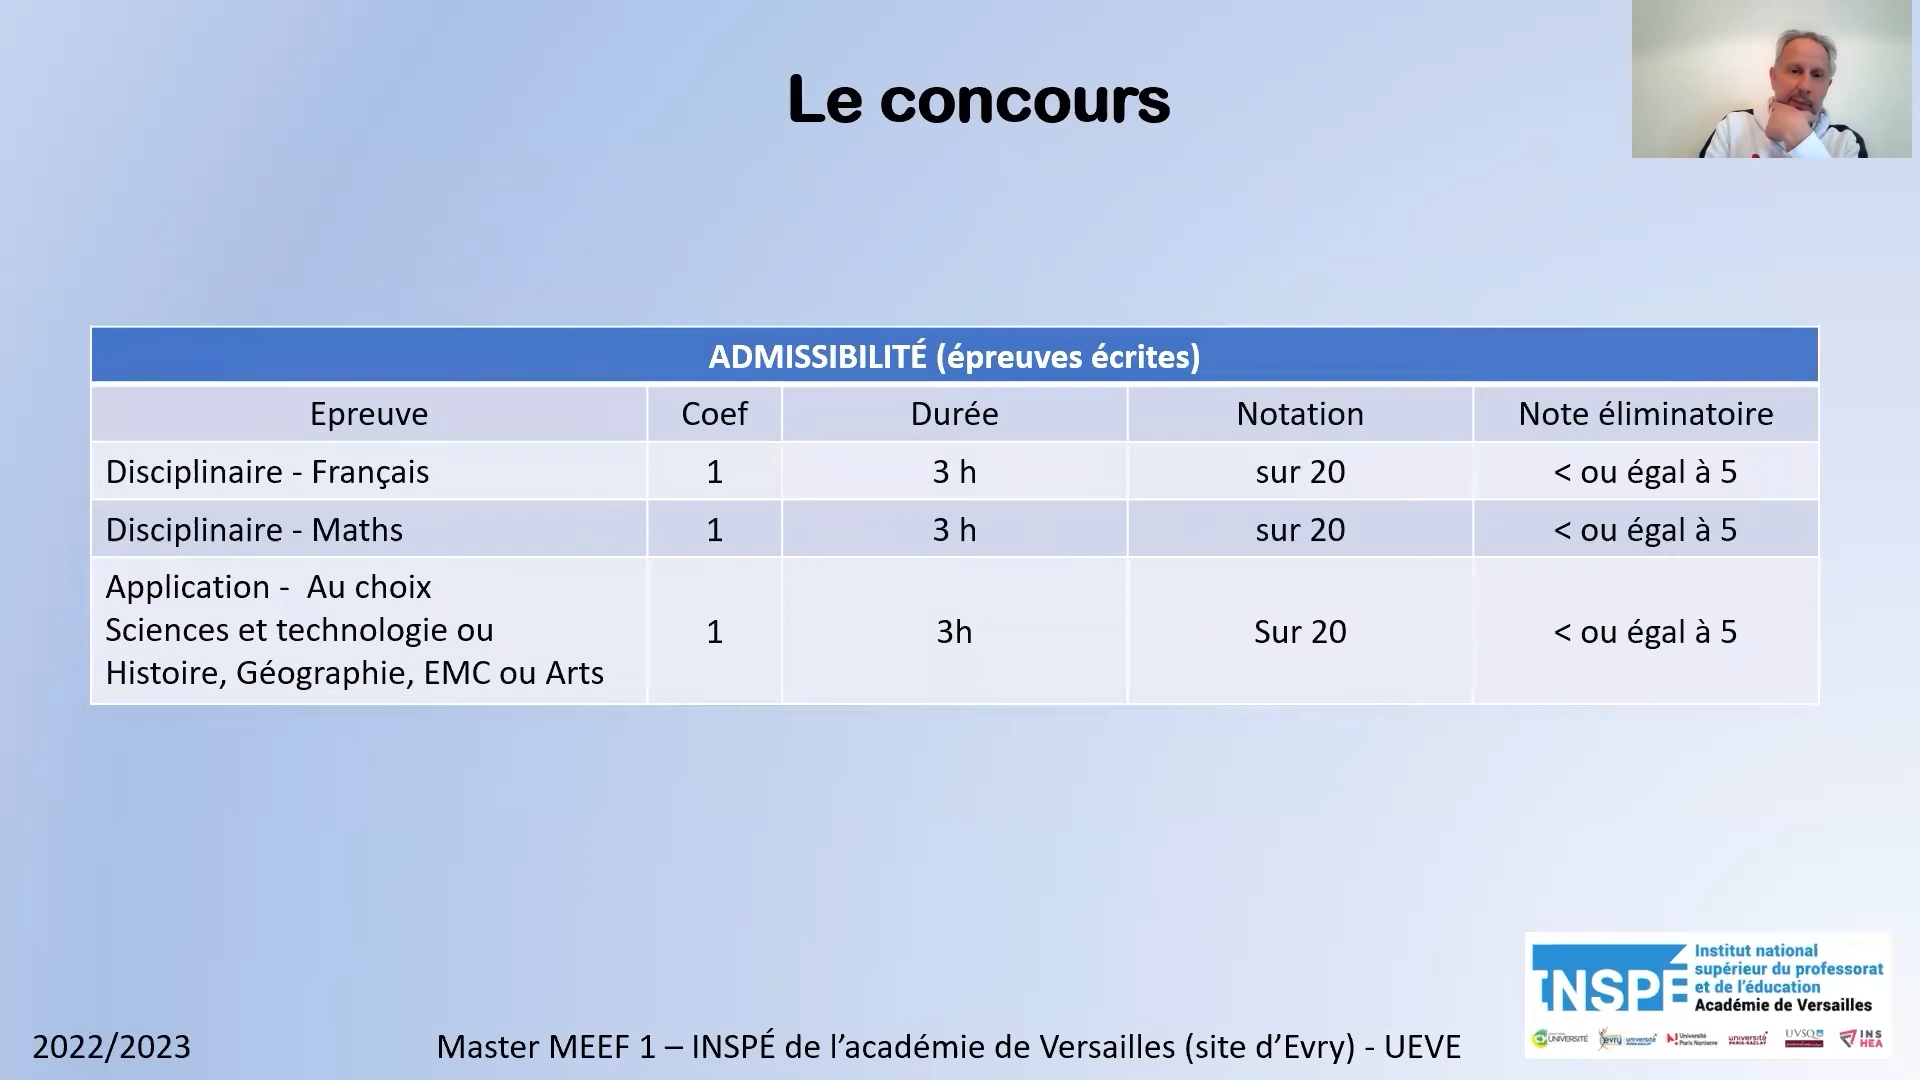 Le concours
ADMISSIBILITÉ (épreuves écrites)
Epreuve Coef Durée Notation Note éliminatoire
Disciplinaire - Français 1 3 h sur 20 < ou égal à 5
Disciplinaire - Maths 1 3 h sur 20 < ou égal à 5
Application - Au choix
Sciences et technologie ou
Histoire, Géographie, EMC ou Arts
1 3h Sur 20 < ou égal à 5
INSPÉ
Institut national
supérieur du professorat
et de l'éducation
Académie de Versailles
UNIVERSITÉ
evry université PARIS-SACLAY
Université Paris Nanterre
université PARIS-SACLAY
UVSQ
INS HEA
2022/2023
Master MEEF 1 – INSPÉ de l’académie de Versailles (site d’Evry) - UEVE